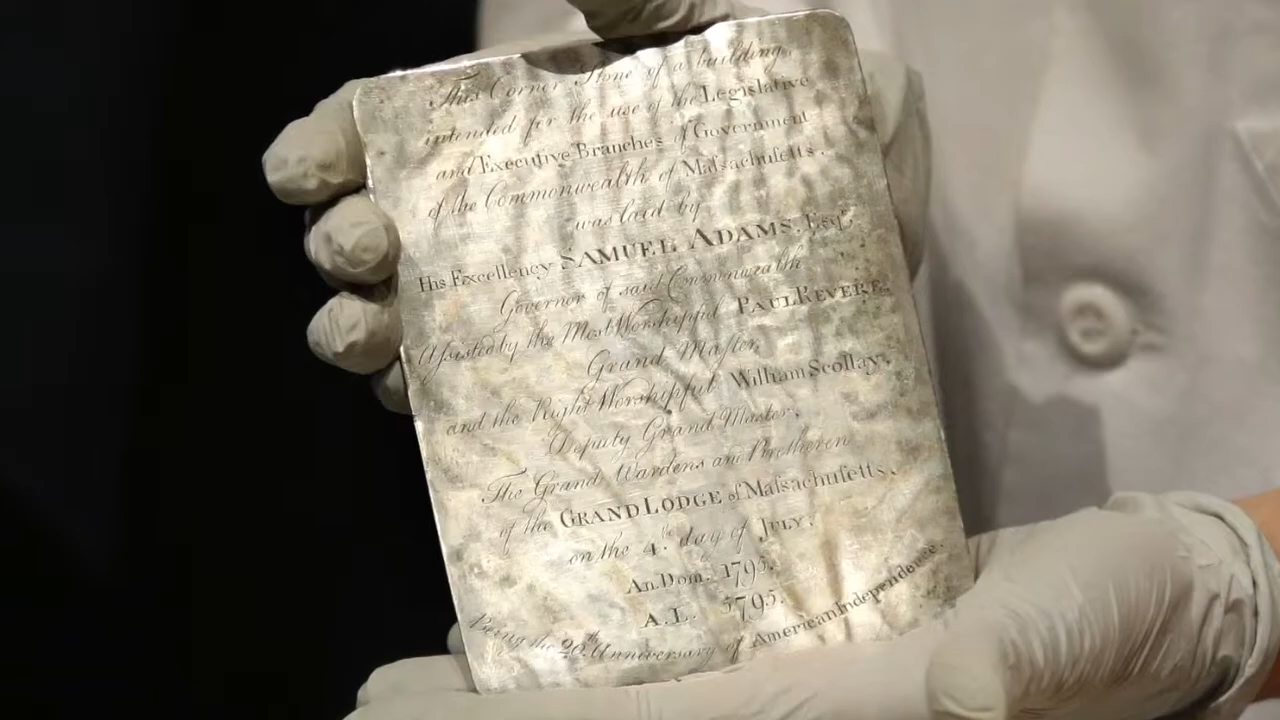 This Corner Stone of a building,
intended for the use of the Legislative
and Executive Branches of Government
of the Commonwealth of Maſsachuſetts,
was laid by
His Excellency SAMUEL ADAMS, Esqr,
Governor of said Commonwealth
Aſsisted by the Most Worshipful PAUL REVERE,
Grand Maſter
and the Right Worshipful William Scollay,
Deputy Grand Master,
The Grand Wardens and Bretheren
of the GRAND LODGE of Maſsachuſetts,
on the 4th day of JULY,
An. Dom. 1795.
A.L. 5795.
Being the 20th Anniversary of American Independence.